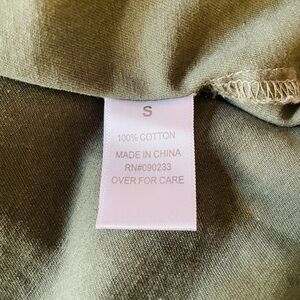 S
100% COTTON
MADE IN CHINA
RN#090233
OVER FOR CARE